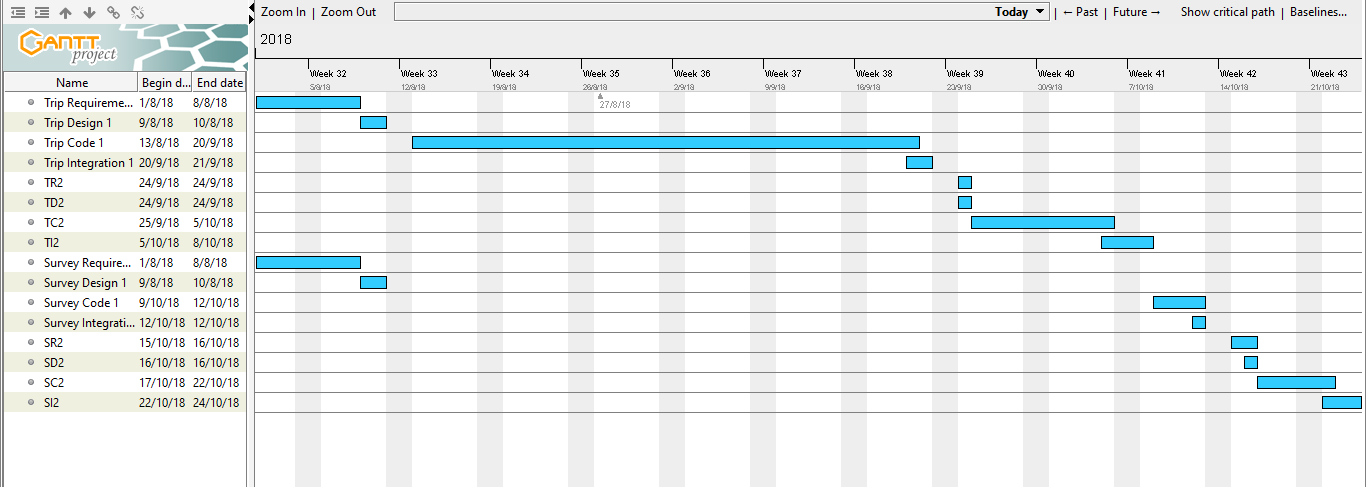 Zoom In | Zoom Out Today | ← Past | Future → Show critical path | Baselines...
GANTT project
2018
Name Begin d... End date
Week 32 Week 33 Week 34 Week 35 Week 36 Week 37 Week 38 Week 39 Week 40 Week 41 Week 42 Week 43
5/8/18 12/8/18 19/8/18 26/8/18 2/9/18 9/9/18 16/9/18 23/9/18 30/9/18 7/10/18 14/10/18 21/10/18
27/8/18
Trip Requireme... 1/8/18 8/8/18
Trip Design 1 9/8/18 10/8/18
Trip Code 1 13/8/18 20/9/18
Trip Integration 1 20/9/18 21/9/18
TR2 24/9/18 24/9/18
TD2 24/9/18 24/9/18
TC2 25/9/18 5/10/18
TI2 5/10/18 8/10/18
Survey Require... 1/8/18 8/8/18
Survey Design 1 9/8/18 10/8/18
Survey Code 1 9/10/18 12/10/18
Survey Integrati... 12/10/18 12/10/18
SR2 15/10/18 16/10/18
SD2 16/10/18 16/10/18
SC2 17/10/18 22/10/18
SI2 22/10/18 24/10/18